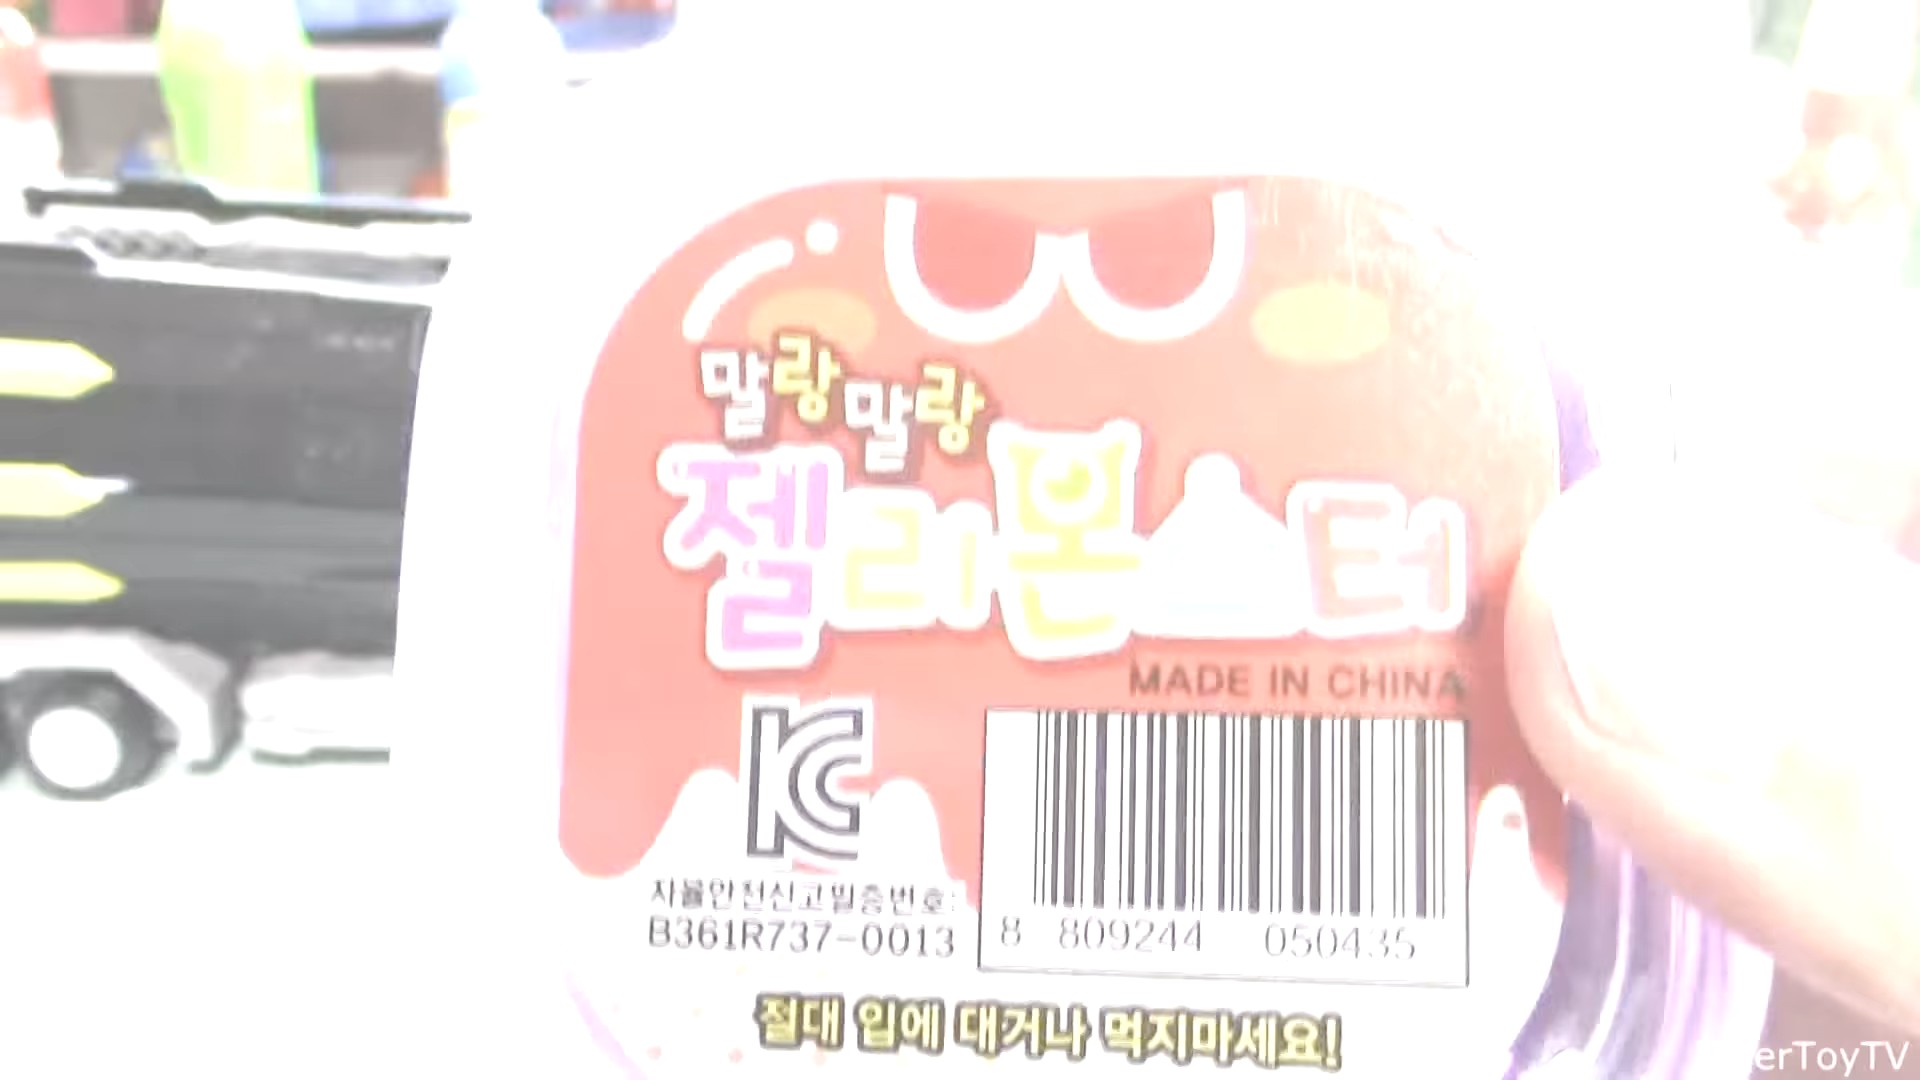 말랑말랑
젤리몬스터
MADE IN CHINA
KC
자율안전신고필증번호:
B361R737-0013
8 809244 050435
절대 입에 대거나 먹지마세요!
erToyTV